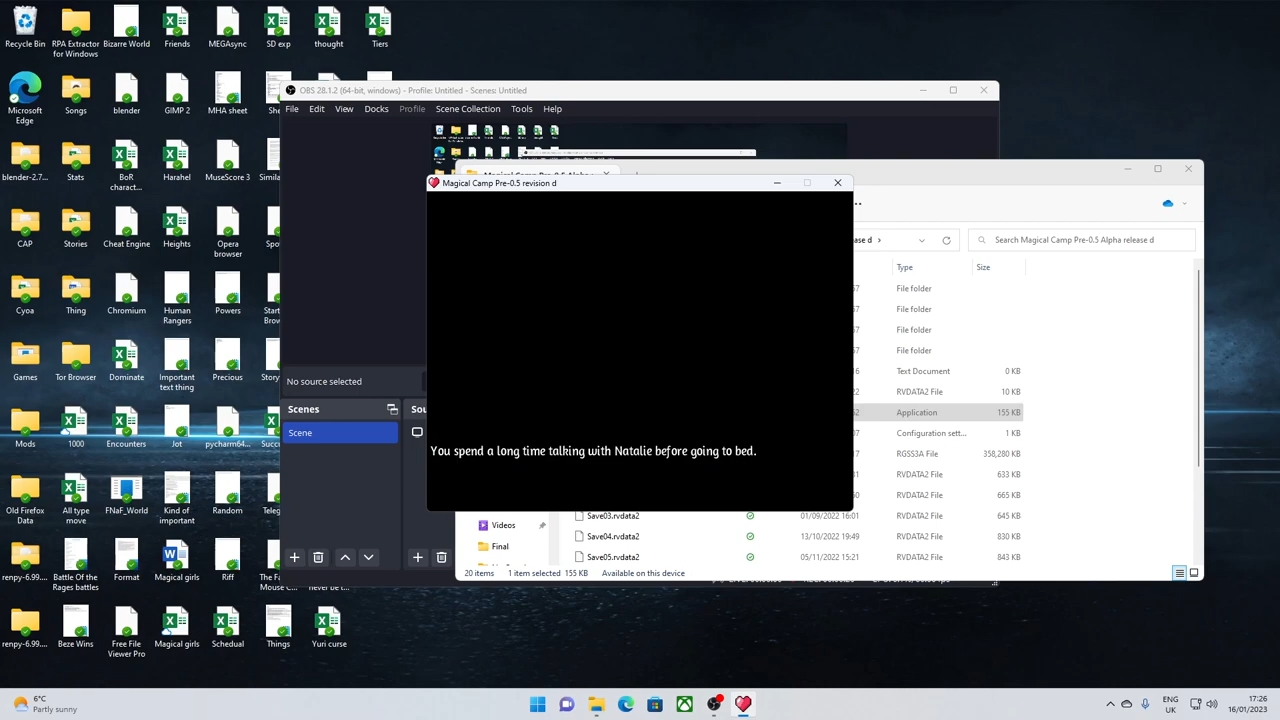 Recycle Bin
RPA Extractor
for Windows
Bizarre World
Friends
MEGAsync
SD exp
thought
Tiers
Microsoft
Edge
Songs
blender
GIMP 2
MHA sheet
blender-2.7...
Stats
BoR
charact...
Harahel
MuseScore 3
CAP
Stories
Cheat Engine
Heights
Opera
browser
Cyoa
Thing
Chromium
Human
Rangers
Powers
Games
Tor Browser
Dominate
Important
text thing
Precious
Mods
1000
Encounters
Jot
pycharm64...
Old Firefox
Data
All type
move
FNaF_World
Kind of
important
Random
renpy-6.99....
Battle Of the
Rages battles
Format
Magical girls
Riff
renpy-6.99....
Beze Wins
Free File
Viewer Pro
Magical girls
Schedual
Things
Yuri curse
OBS 28.1.2 (64-bit, windows) - Profile: Untitled - Scenes: Untitled
File Edit View Docks Profile Scene Collection Tools Help
No source selected
Scenes
Sou
Scene
Magical Camp Pre-0.5 revision d
You spend a long time talking with Natalie before going to bed.
ase d
Search Magical Camp Pre-0.5 Alpha release d
Type Size
57 File folder
57 File folder
57 File folder
File folder
16 Text Document 0 KB
RVDATA2 File 10 KB
52 Application 155 KB
07 Configuration sett... 1 KB
17 RGSS3A File 358,280 KB
31 RVDATA2 File 633 KB
50 RVDATA2 File 665 KB
Save03.rvdata2 01/09/2022 16:01 RVDATA2 File 645 KB
Save04.rvdata2 13/10/2022 19:49 RVDATA2 File 830 KB
Save05.rvdata2 05/11/2022 15:21 RVDATA2 File 843 KB
Videos
Final
20 items 1 item selected 155 KB Available on this device
6°C
Partly sunny
ENG
UK
17:26
16/01/2023